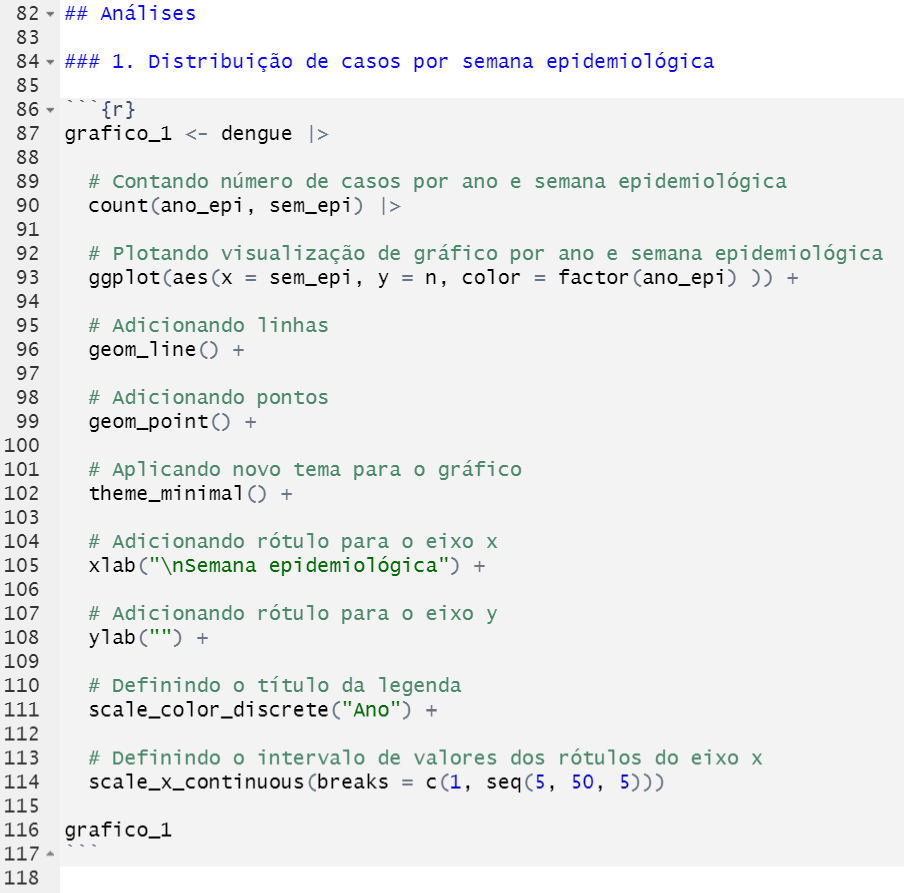 82 ## Análises
83
84 ### 1. Distribuição de casos por semana epidemiológica
85
86 ```{r}
87 grafico_1 <- dengue |>
88
89   # Contando número de casos por ano e semana epidemiológica
90   count(ano_epi, sem_epi) |>
91
92   # Plotando visualização de gráfico por ano e semana epidemiológica
93   ggplot(aes(x = sem_epi, y = n, color = factor(ano_epi) )) +
94
95   # Adicionando linhas
96   geom_line() +
97
98   # Adicionando pontos
99   geom_point() +
100
101   # Aplicando novo tema para o gráfico
102   theme_minimal() +
103
104   # Adicionando rótulo para o eixo x
105   xlab("\nSemana epidemiológica") +
106
107   # Adicionando rótulo para o eixo y
108   ylab("") +
109
110   # Definindo o título da legenda
111   scale_color_discrete("Ano") +
112
113   # Definindo o intervalo de valores dos rótulos do eixo x
114   scale_x_continuous(breaks = c(1, seq(5, 50, 5)))
115
116 grafico_1
117 ```
118